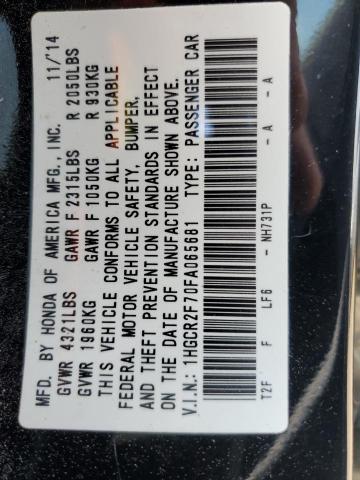 MFD. BY HONDA OF AMERICA MFG., INC. 11/14
GVWR 4321LBS GAWR F 2315LBS R 2050LBS
GVWR 1960KG GAWR F 1050KG R 930KG
THIS VEHICLE CONFORMS TO ALL APPLICABLE
FEDERAL MOTOR VEHICLE SAFETY, BUMPER,
AND THEFT PREVENTION STANDARDS IN EFFECT
ON THE DATE OF MANUFACTURE SHOWN ABOVE.
V.I.N.: 1HGCR2F70FA065681 TYPE: PASSENGER CAR
T2F F LF6 - NH731P - A - A